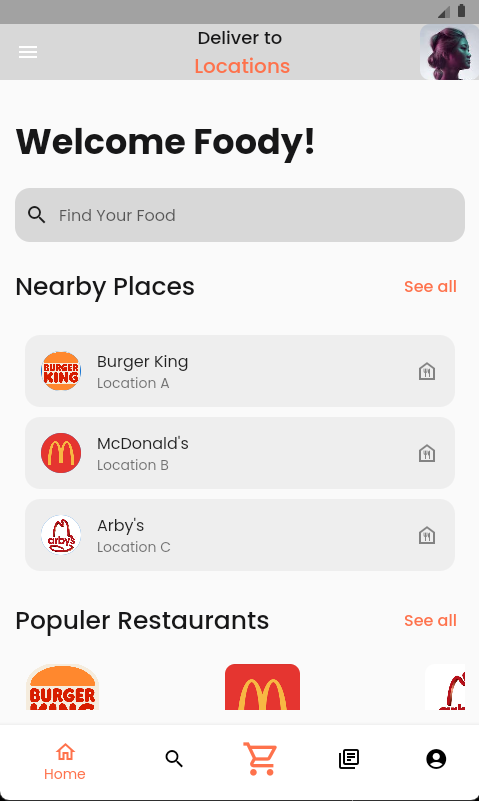 Deliver to
Locations
Welcome Foody!
Find Your Food
Nearby Places
See all
BURGER
KING
Burger King
Location A
McDonald's
Location B
Arby's
Arby's
Location C
Populer Restaurants
See all
BURGER
KING
Home